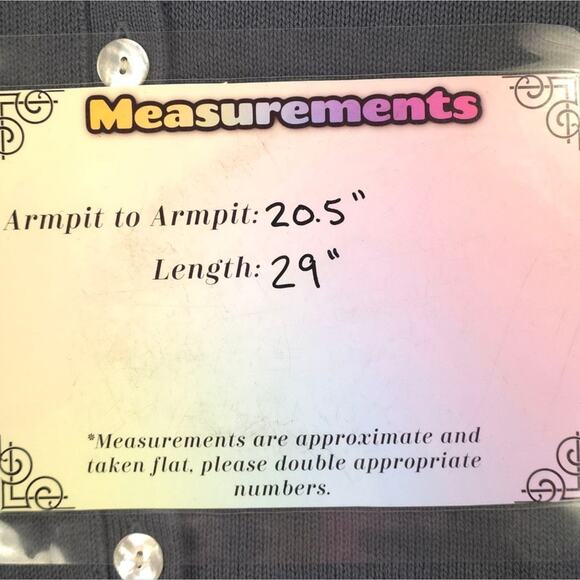 Measurements
Armpit to Armpit: 20.5"
Length: 29"
*Measurements are approximate and
taken flat, please double appropriate
numbers.